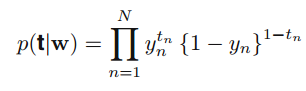 p(𝐭|𝐰) = ∏_{n=1}^{N} y_n^{t_n} {1 − y_n}^{1−t_n}